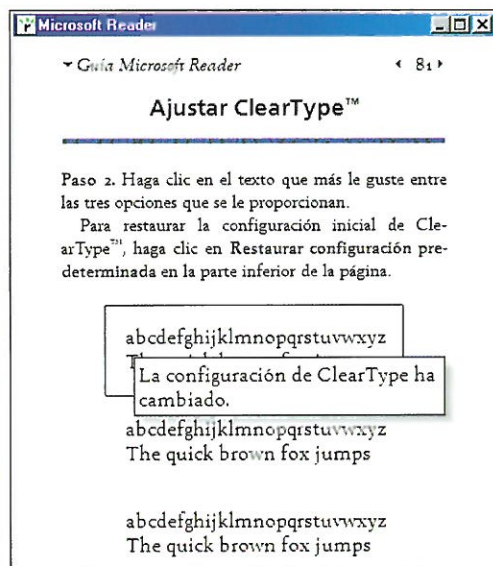 Microsoft Reader
Guía Microsoft Reader 81
Ajustar ClearType™
Paso 2. Haga clic en el texto que más le guste entre
las tres opciones que se le proporcionan.
Para restaurar la configuración inicial de Cle-
arType™, haga clic en Restaurar configuración pre-
determinada en la parte inferior de la página.
abcdefghijklmnopqrstuvwxyz
La configuración de ClearType ha
cambiado.
abcdefghijklmnopqrstuvwxyz
The quick brown fox jumps
abcdefghijklmnopqrstuvwxyz
The quick brown fox jumps